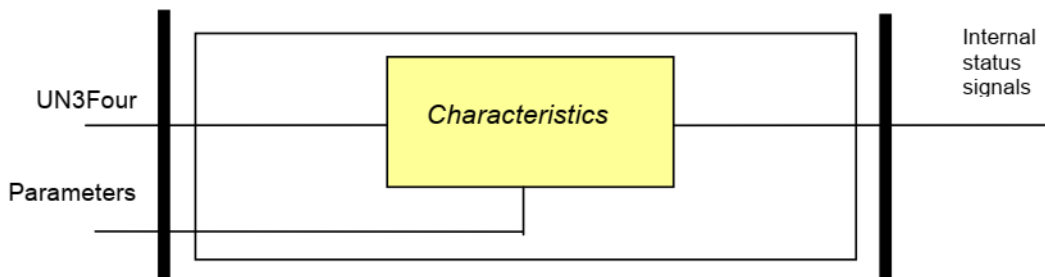 UN3Four
Parameters
Characteristics
Internal
status
signals